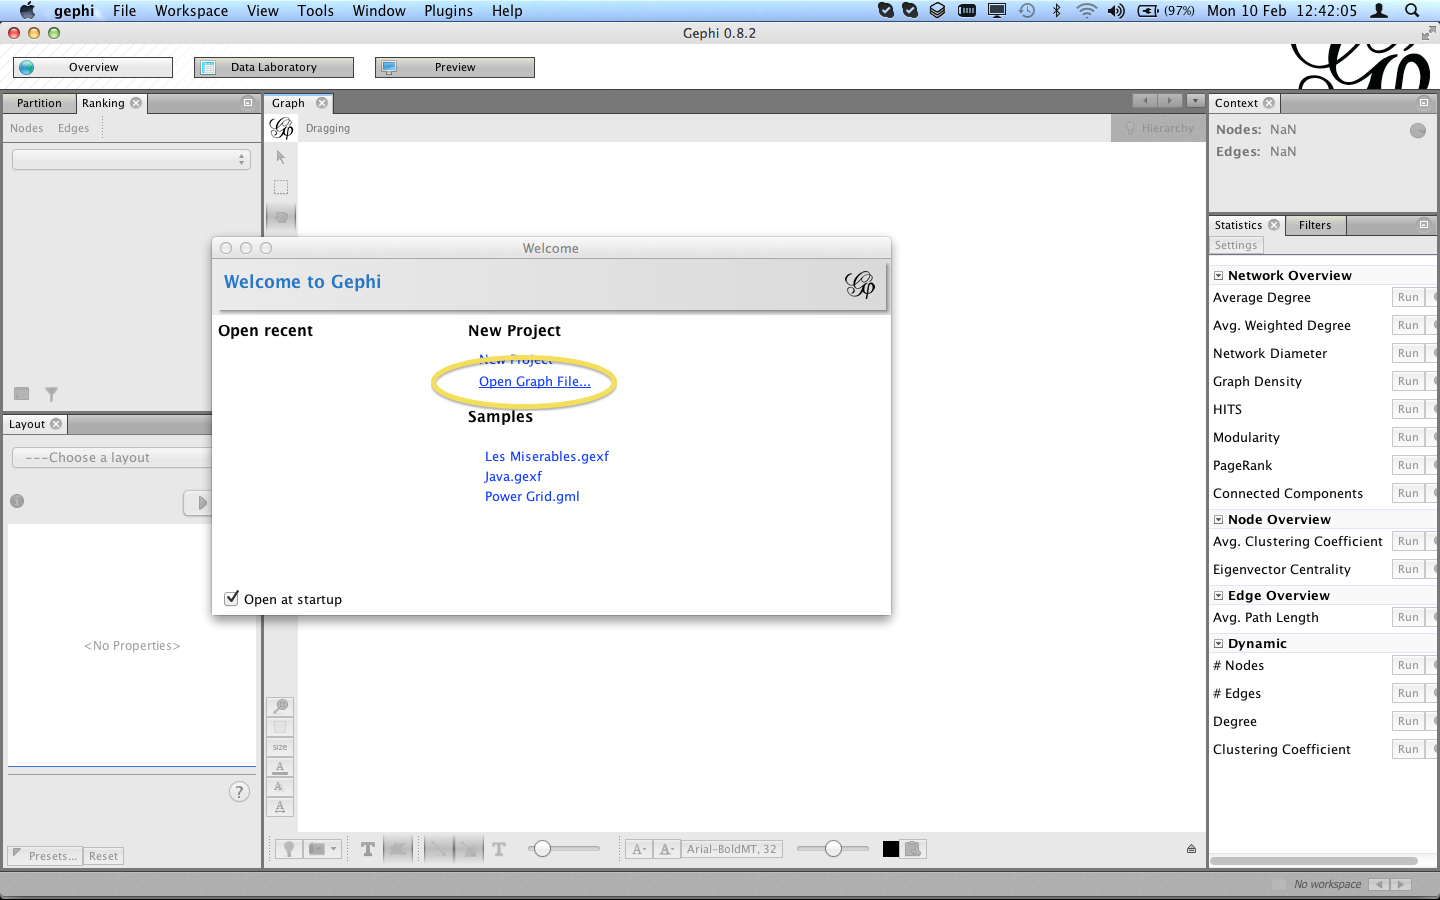 gephi File Workspace View Tools Window Plugins Help (97%) Mon 10 Feb 12:42:05
Gephi 0.8.2
Overview Data Laboratory Preview
Partition Ranking
Nodes Edges
Graph
Dragging
Hierarchy
Context
Nodes: NaN
Edges: NaN
Statistics Filters
Settings
Network Overview
Average Degree Run
Avg. Weighted Degree Run
Network Diameter Run
Graph Density Run
HITS Run
Modularity Run
PageRank Run
Connected Components Run
Node Overview
Avg. Clustering Coefficient Run
Eigenvector Centrality Run
Edge Overview
Avg. Path Length Run
Dynamic
# Nodes Run
# Edges Run
Degree Run
Clustering Coefficient Run
Welcome
Welcome to Gephi
Open recent
New Project
New Project
Open Graph File...
Samples
Les Miserables.gexf
Java.gexf
Power Grid.gml
Open at startup
Layout
---Choose a layout
<No Properties>
?
Presets... Reset
size
A
A
A
T T A- A- Arial-BoldMT, 32
No workspace